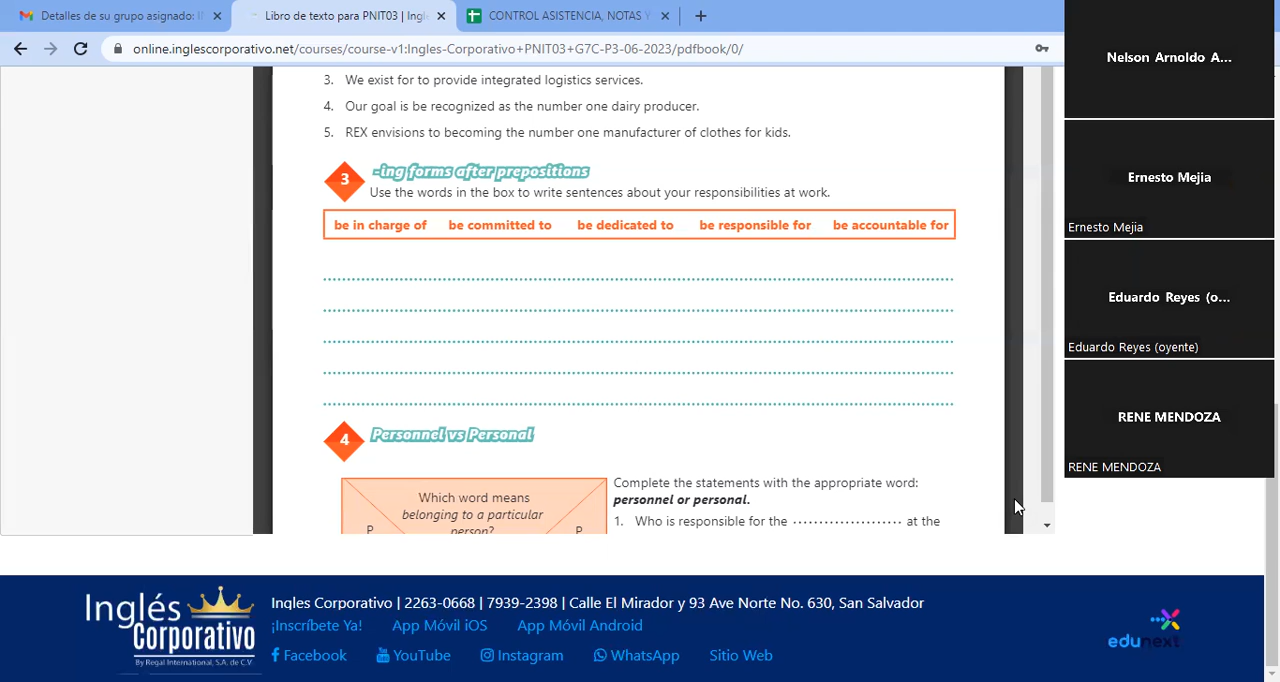 Detalles de su grupo asignado: IN
Libro de texto para PNIT03 | Ingl
CONTROL ASISTENCIA, NOTAS Y
online.inglescorporativo.net/courses/course-v1:Ingles-Corporativo+PNIT03+G7C-P3-06-2023/pdfbook/0/
3. We exist for to provide integrated logistics services.
4. Our goal is be recognized as the number one dairy producer.
5. REX envisions to becoming the number one manufacturer of clothes for kids.
3 -ing forms after prepositions
Use the words in the box to write sentences about your responsibilities at work.
be in charge of be committed to be dedicated to be responsible for be accountable for
4 Personnel vs Personal
Which word means
belonging to a particular
person?
P P
Complete the statements with the appropriate word:
personnel or personal.
1. Who is responsible for the .................... at the
Nelson Arnoldo A...
Ernesto Mejia
Ernesto Mejia
Eduardo Reyes (o...
Eduardo Reyes (oyente)
RENE MENDOZA
RENE MENDOZA
Inglés
Corporativo
By Regal International, S.A. de C.V.
Ingles Corporativo | 2263-0668 | 7939-2398 | Calle El Mirador y 93 Ave Norte No. 630, San Salvador
¡Inscríbete Ya! App Móvil iOS App Móvil Android
Facebook YouTube Instagram WhatsApp Sitio Web
edunext